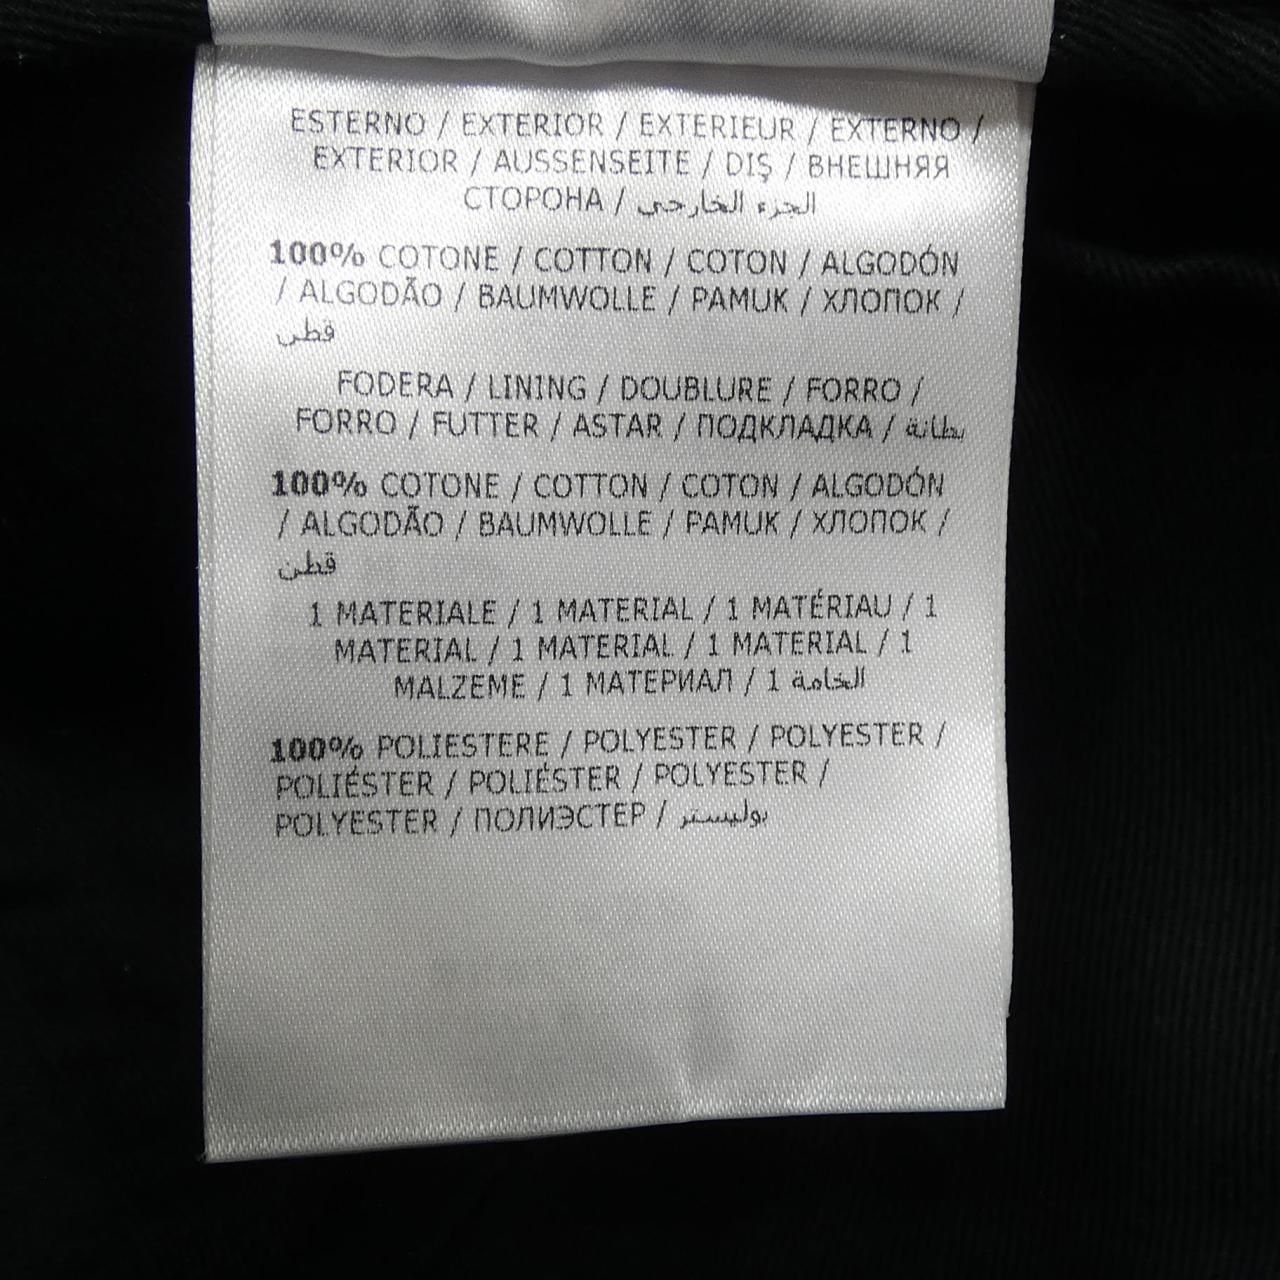 ESTERNO / EXTERIOR / EXTERIEUR / EXTERNO /
EXTERIOR / AUSSENSEITE / DIŞ / ВНЕШНЯЯ
СТОРОНА / الجزء الخارجي
100% COTONE / COTTON / COTON / ALGODÓN
/ ALGODÃO / BAUMWOLLE / PAMUK / ХЛОПОК /
قطن
FODERA / LINING / DOUBLURE / FORRO /
FORRO / FUTTER / ASTAR / ПОДКЛАДКА / بطانة
100% COTONE / COTTON / COTON / ALGODÓN
/ ALGODÃO / BAUMWOLLE / PAMUK / ХЛОПОК /
قطن
1 MATERIALE / 1 MATERIAL / 1 MATÉRIAU / 1
MATERIAL / 1 MATERIAL / 1 MATERIAL / 1
MALZEME / 1 МАТЕРИАЛ / 1 الخامة
100% POLIESTERE / POLYESTER / POLYESTER /
POLIÉSTER / POLIÉSTER / POLYESTER /
POLYESTER / ПОЛИЭСТЕР / بوليستر